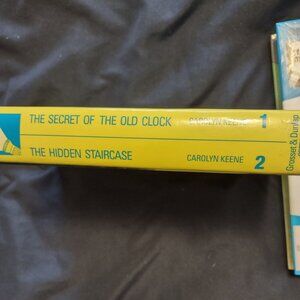 THE SECRET OF THE OLD CLOCK CAROLYN KEENE 1
THE HIDDEN STAIRCASE CAROLYN KEENE 2
Grosset & Dunlap